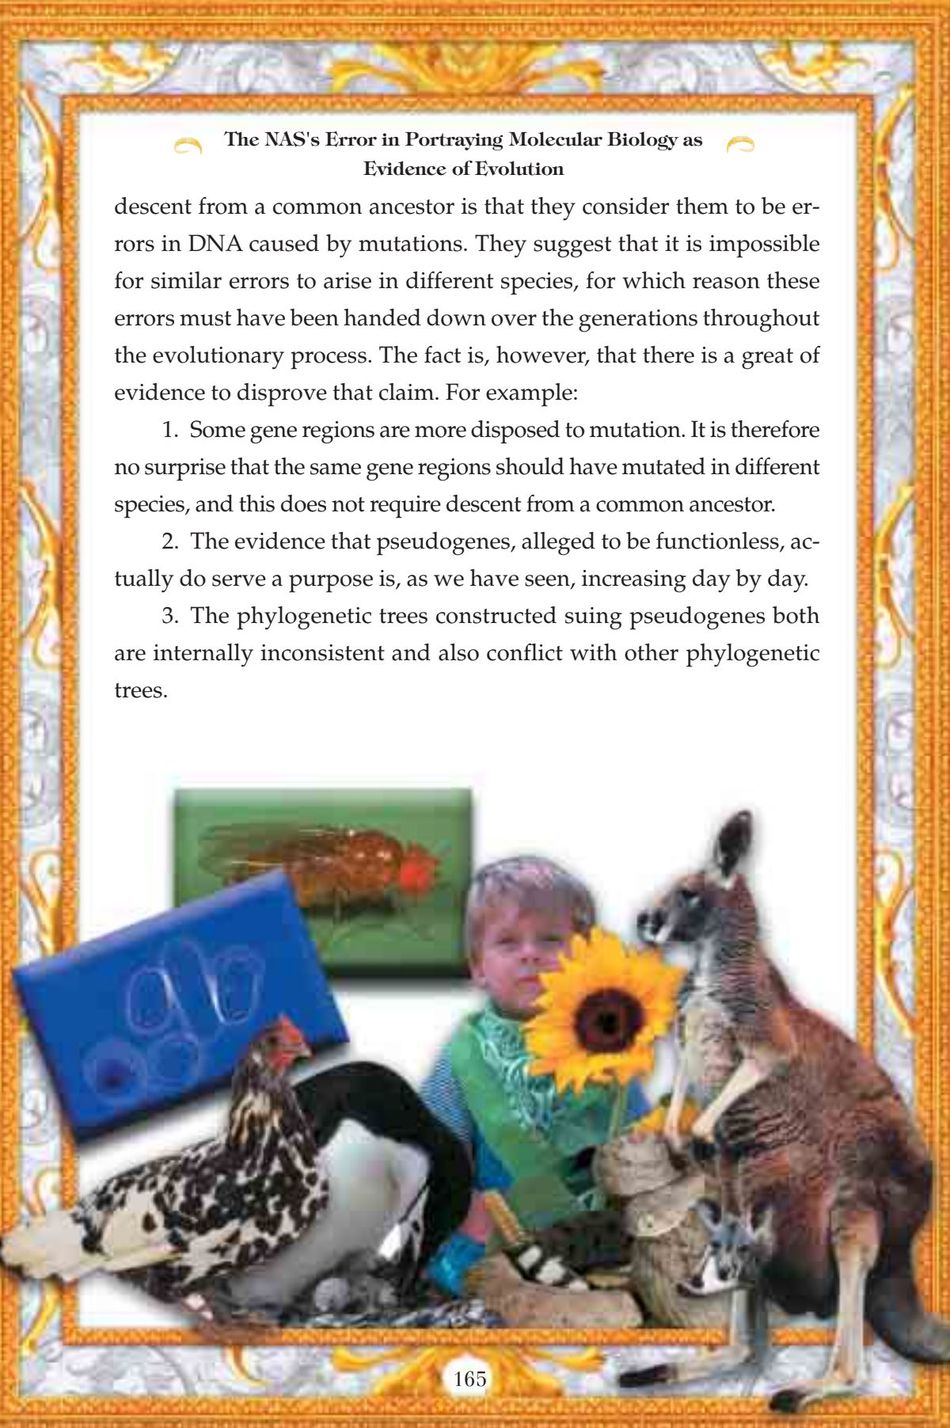 The NAS's Error in Portraying Molecular Biology as
Evidence of Evolution
descent from a common ancestor is that they consider them to be er-
rors in DNA caused by mutations. They suggest that it is impossible
for similar errors to arise in different species, for which reason these
errors must have been handed down over the generations throughout
the evolutionary process. The fact is, however, that there is a great of
evidence to disprove that claim. For example:
1. Some gene regions are more disposed to mutation. It is therefore
no surprise that the same gene regions should have mutated in different
species, and this does not require descent from a common ancestor.
2. The evidence that pseudogenes, alleged to be functionless, ac-
tually do serve a purpose is, as we have seen, increasing day by day.
3. The phylogenetic trees constructed suing pseudogenes both
are internally inconsistent and also conflict with other phylogenetic
trees.
165